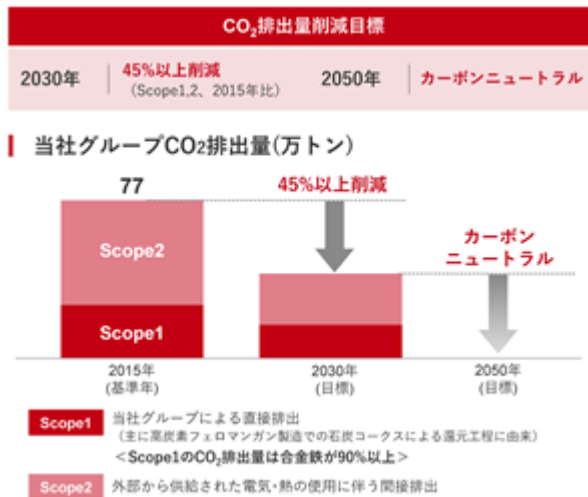 CO₂排出量削減目標
2030年 45%以上削減 2050年 カーボンニュートラル
(Scope1,2、2015年比)
当社グループCO₂排出量(万トン)
77 45%以上削減
カーボン
ニュートラル
Scope2
Scope1
2015年 2030年 2050年
(基準年) (目標) (目標)
Scope1 当社グループによる直接排出
(主に高炭素フェロマンガン製造での石炭コークスによる還元工程に由来)
<Scope1のCO₂排出量は合金鉄が90%以上>
Scope2 外部から供給された電気・熱の使用に伴う間接排出